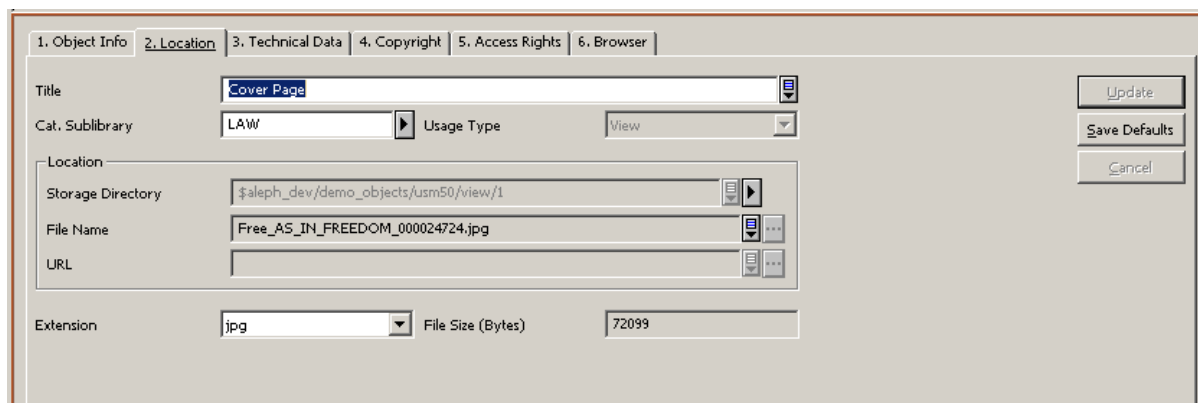 1. Object Info 2. Location 3. Technical Data 4. Copyright 5. Access Rights 6. Browser
Title Cover Page Update
Cat. Sublibrary LAW Usage Type View Save Defaults
Location Cancel
Storage Directory $aleph_dev/demo_objects/usm50/view/1
File Name Free_AS_IN_FREEDOM_000024724.jpg
URL
Extension jpg File Size (Bytes) 72099